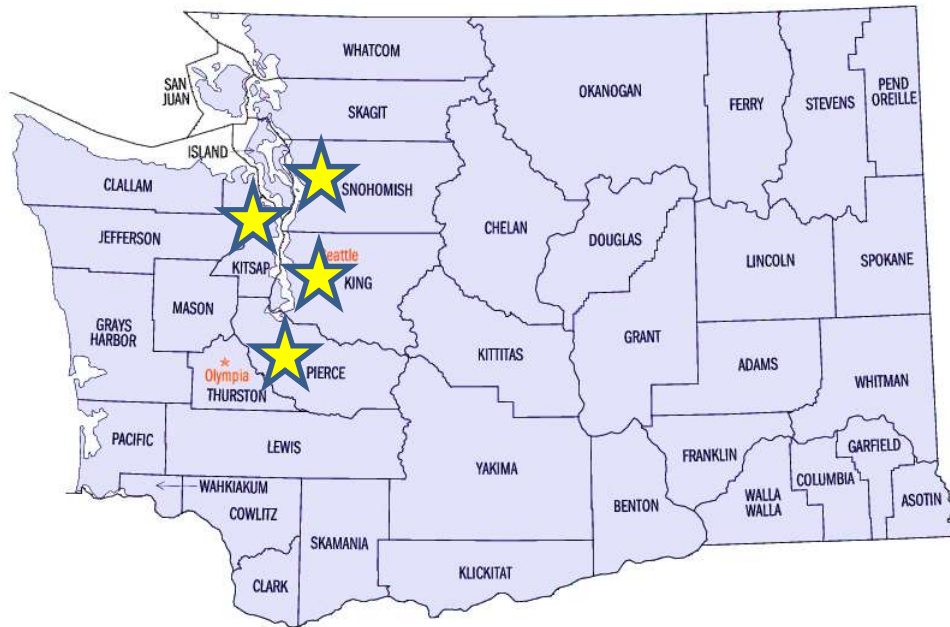 WHATCOM
SAN
JUAN
SKAGIT
ISLAND
OKANOGAN
FERRY
STEVENS
PEND
OREILLE
CLALLAM
SNOHOMISH
JEFFERSON
CHELAN
DOUGLAS
KITSAP
eattle
KING
LINCOLN
SPOKANE
MASON
GRAYS
HARBOR
GRANT
KITTITAS
ADAMS
PIERCE
Olympia
THURSTON
WHITMAN
PACIFIC
LEWIS
YAKIMA
FRANKLIN
GARFIELD
COLUMBIA
WAHKIAKUM
COWLITZ
BENTON
WALLA
WALLA
ASOTIN
SKAMANIA
KLICKITAT
CLARK